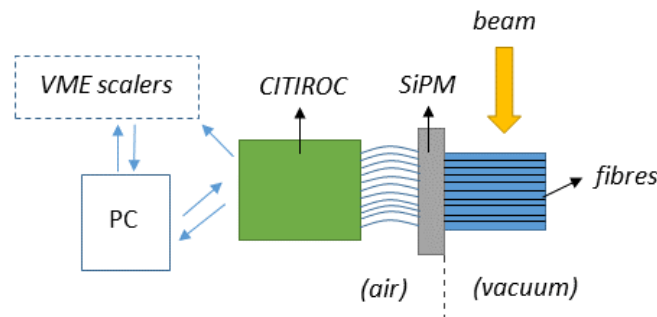 beam
VME scalers
CITIROC
SiPM
fibres
PC
(air)
(vacuum)